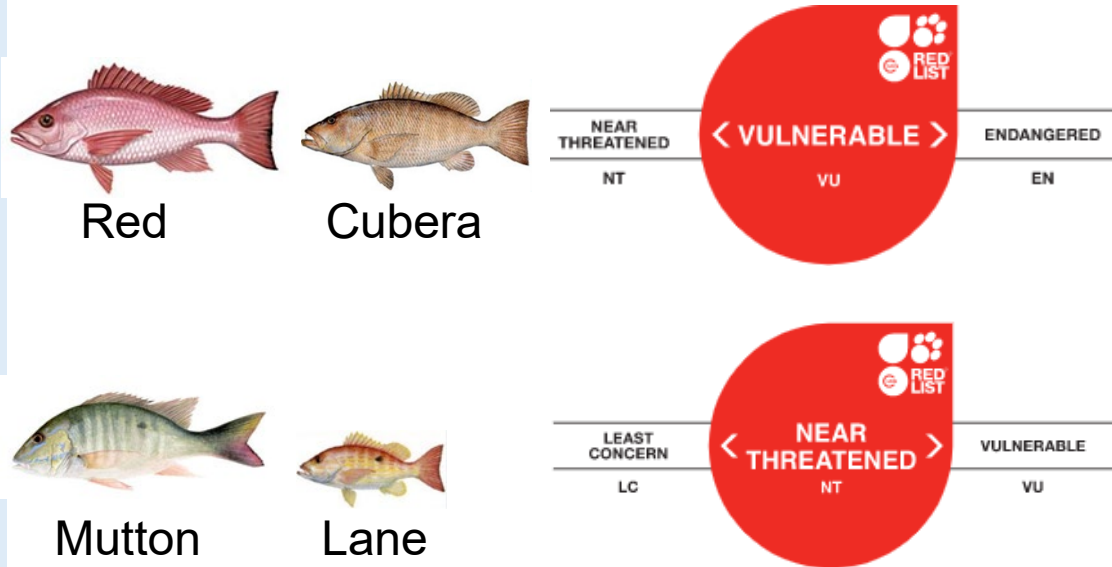 RED
LIST
NEAR
THREATENED
< VULNERABLE >
ENDANGERED
NT
VU
EN
Red
Cubera
RED
LIST
LEAST
CONCERN
< NEAR
THREATENED >
VULNERABLE
LC
NT
VU
Mutton
Lane